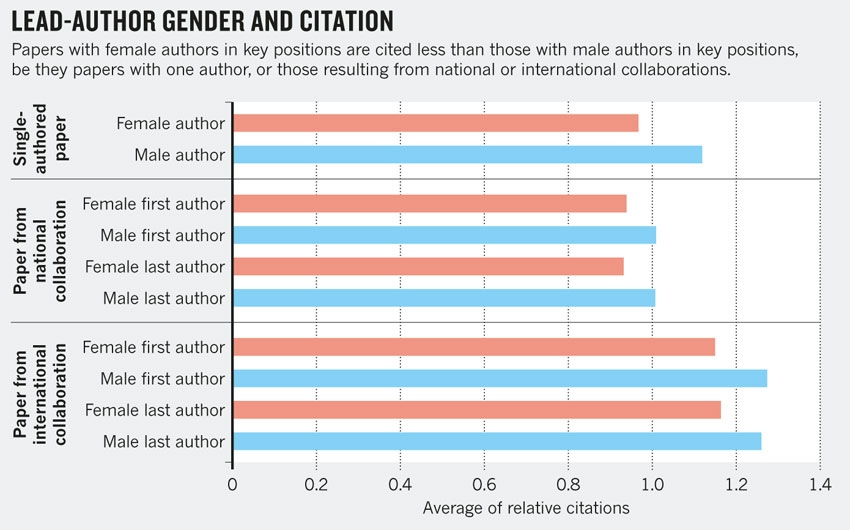 LEAD-AUTHOR GENDER AND CITATION
Papers with female authors in key positions are cited less than those with male authors in key positions,
be they papers with one author, or those resulting from national or international collaborations.
Single-
authored
paper
Female author
Male author
Paper from
national
collaboration
Female first author
Male first author
Female last author
Male last author
Paper from
international
collaboration
Female first author
Male first author
Female last author
Male last author
0 0.2 0.4 0.6 0.8 1.0 1.2 1.4
Average of relative citations